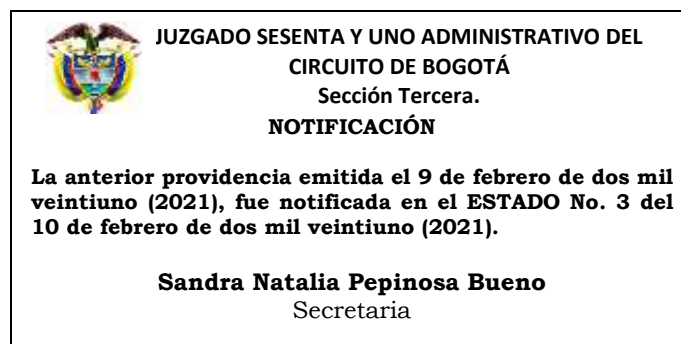 JUZGADO SESENTA Y UNO ADMINISTRATIVO DEL
CIRCUITO DE BOGOTÁ
Sección Tercera.
NOTIFICACIÓN
La anterior providencia emitida el 9 de febrero de dos mil
veintiuno (2021), fue notificada en el ESTADO No. 3 del
10 de febrero de dos mil veintiuno (2021).
Sandra Natalia Pepinosa Bueno
Secretaria